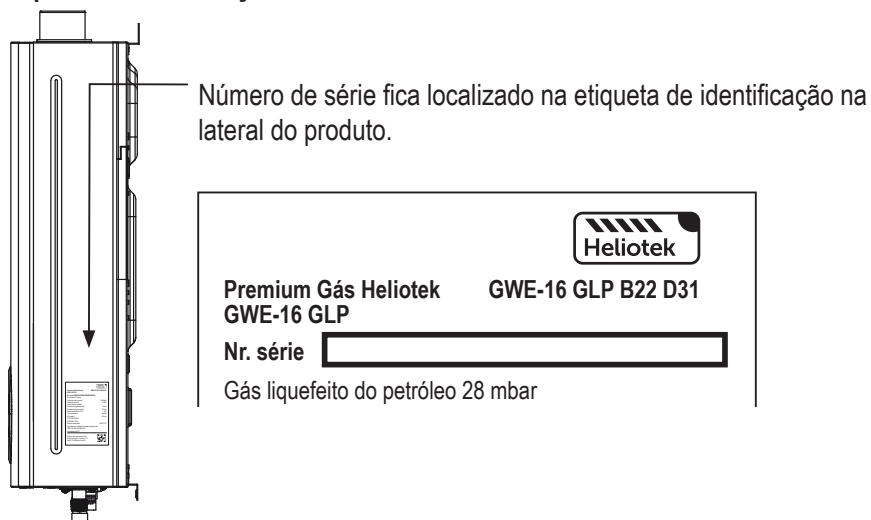 Número de série fica localizado na etiqueta de identificação na
lateral do produto.
Heliotek
Premium Gás Heliotek GWE-16 GLP B22 D31
GWE-16 GLP
Nr. série
Gás liquefeito do petróleo 28 mbar